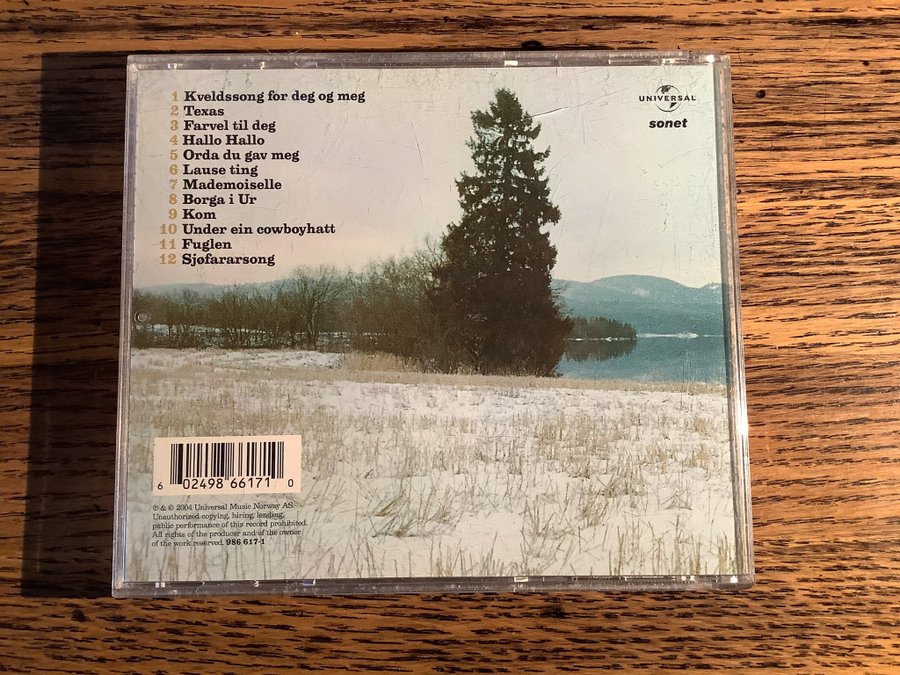 1 Kveldssong for deg og meg
2 Texas
3 Farvel til deg
4 Hallo Hallo
5 Orda du gav meg
6 Lause ting
7 Mademoiselle
8 Borga i Ur
9 Kom
10 Under ein cowboyhatt
11 Fuglen
12 Sjøfararsong
UNIVERSAL
sonet
6 02498 66171 0
℗ & © 2004 Universal Music Norway AS.
Unauthorized copying, hiring, lending,
public performance of this record prohibited.
All rights of the producer and of the owner
of the work reserved. 986 617-1